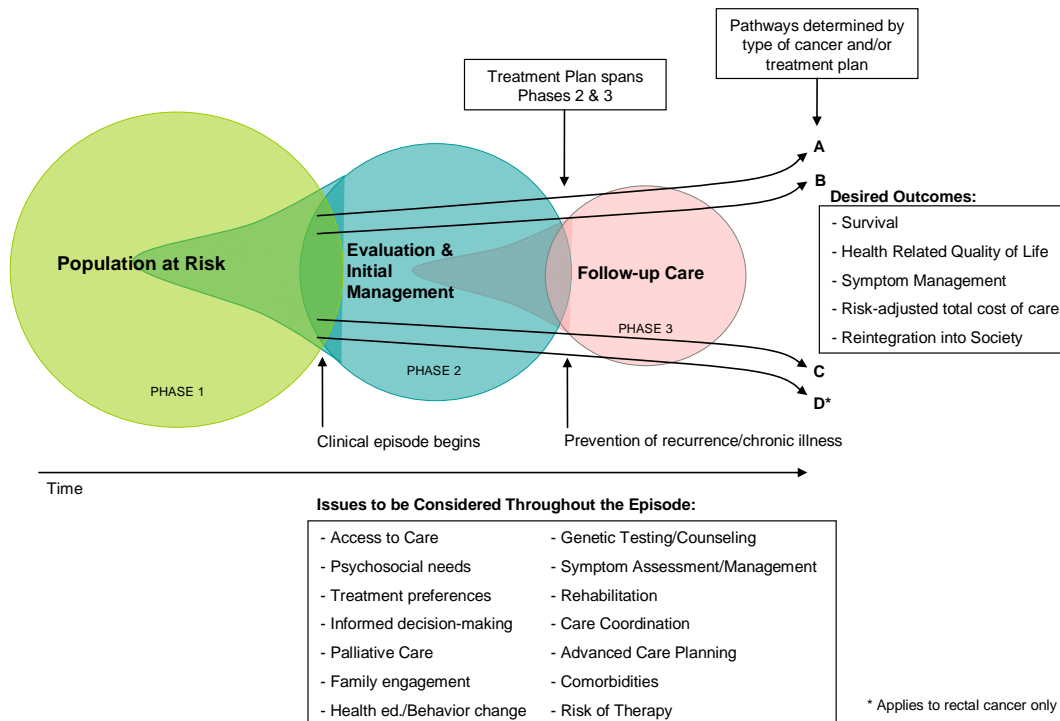 Pathways determined by
type of cancer and/or
treatment plan
Treatment Plan spans
Phases 2 & 3
A
B
Desired Outcomes:
- Survival
- Health Related Quality of Life
- Symptom Management
- Risk-adjusted total cost of care
- Reintegration into Society
Population at Risk
PHASE 1
Evaluation &
Initial
Management
PHASE 2
Follow-up Care
PHASE 3
C
D*
Clinical episode begins
Prevention of recurrence/chronic illness
Time
Issues to be Considered Throughout the Episode:
- Access to Care
- Psychosocial needs
- Treatment preferences
- Informed decision-making
- Palliative Care
- Family engagement
- Health ed./Behavior change
- Genetic Testing/Counseling
- Symptom Assessment/Management
- Rehabilitation
- Care Coordination
- Advanced Care Planning
- Comorbidities
- Risk of Therapy
* Applies to rectal cancer only